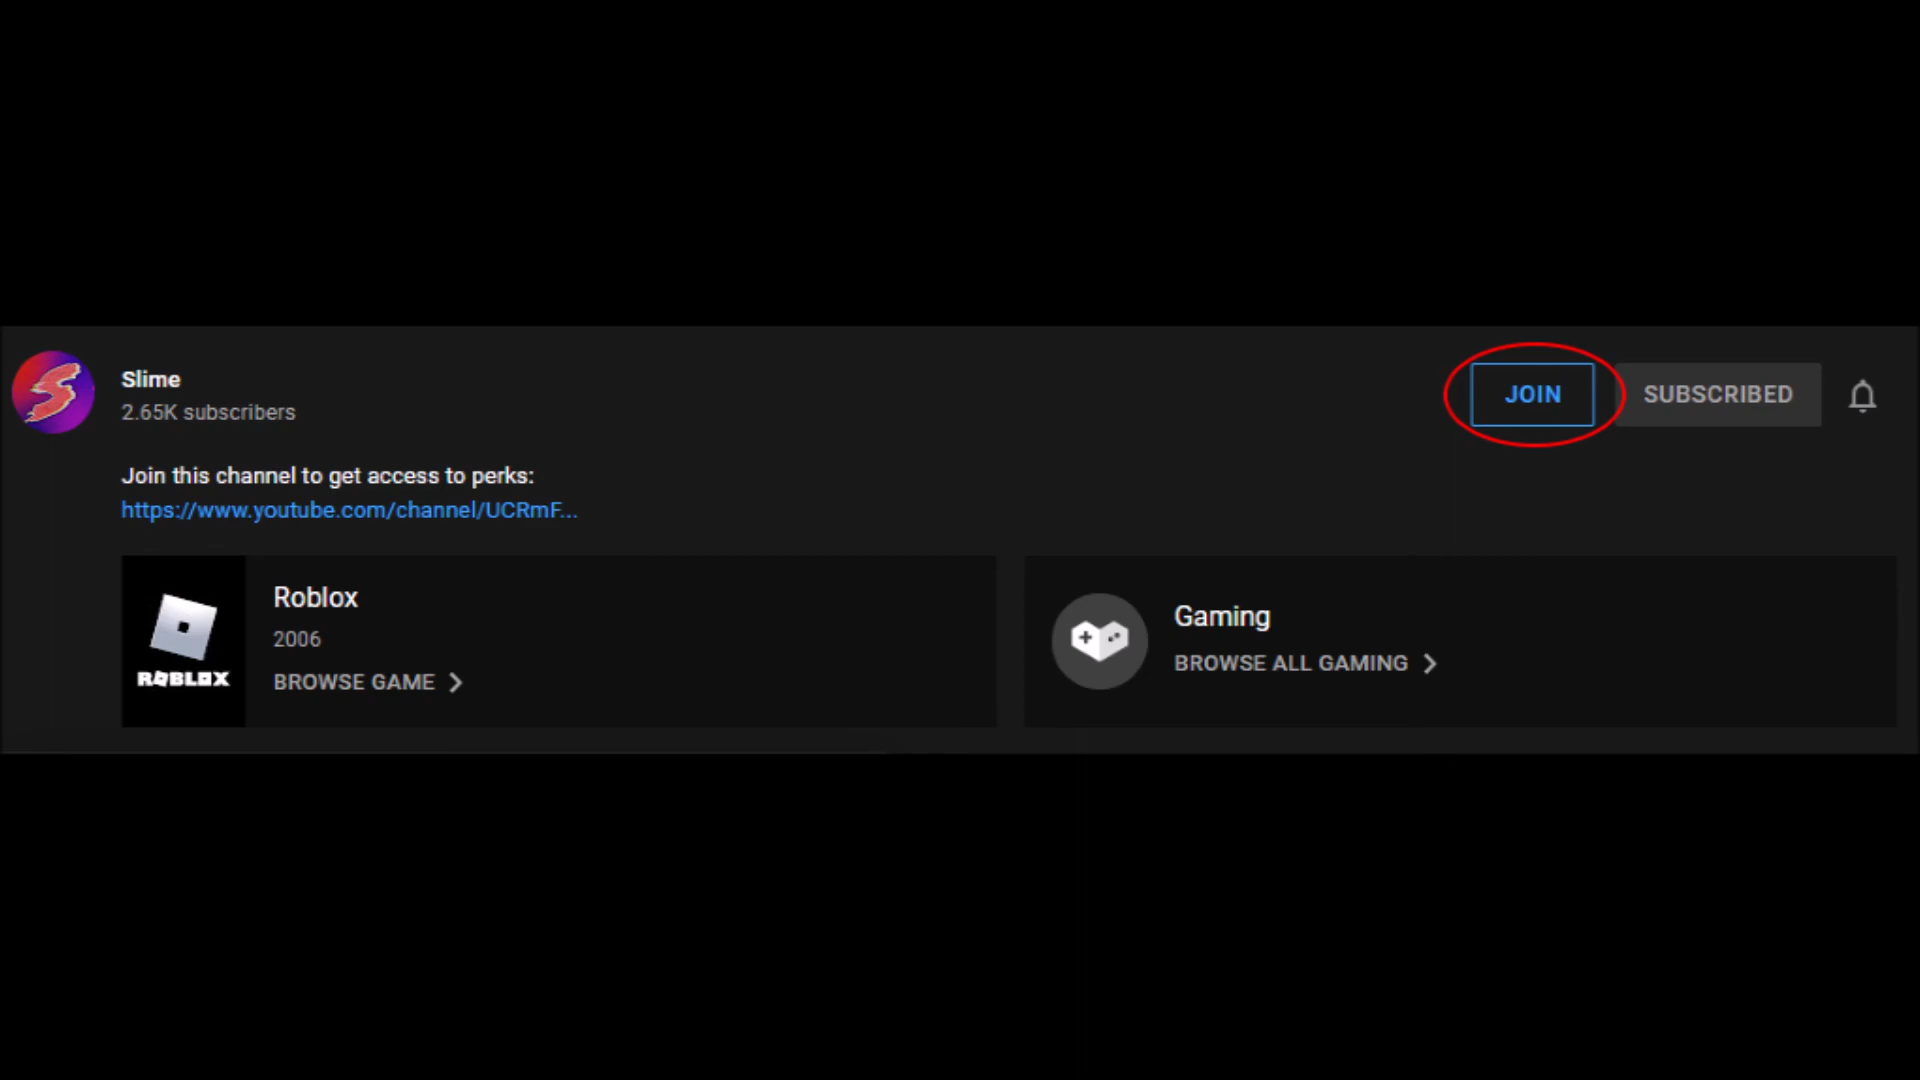 Slime
2.65K subscribers
JOIN
SUBSCRIBED
Join this channel to get access to perks:
https://www.youtube.com/channel/UCRmF...
ROBLOX
Roblox
2006
BROWSE GAME
Gaming
BROWSE ALL GAMING